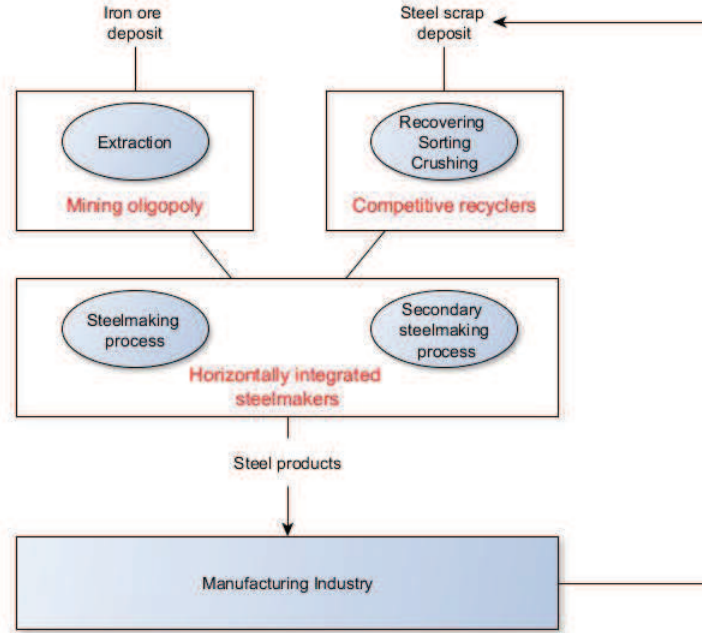 Iron ore
deposit
Steel scrap
deposit
Extraction
Mining oligopoly
Recovering
Sorting
Crushing
Competitive recyclers
Steelmaking
process
Secondary
steelmaking
process
Horizontally integrated
steelmakers
Steel products
Manufacturing Industry